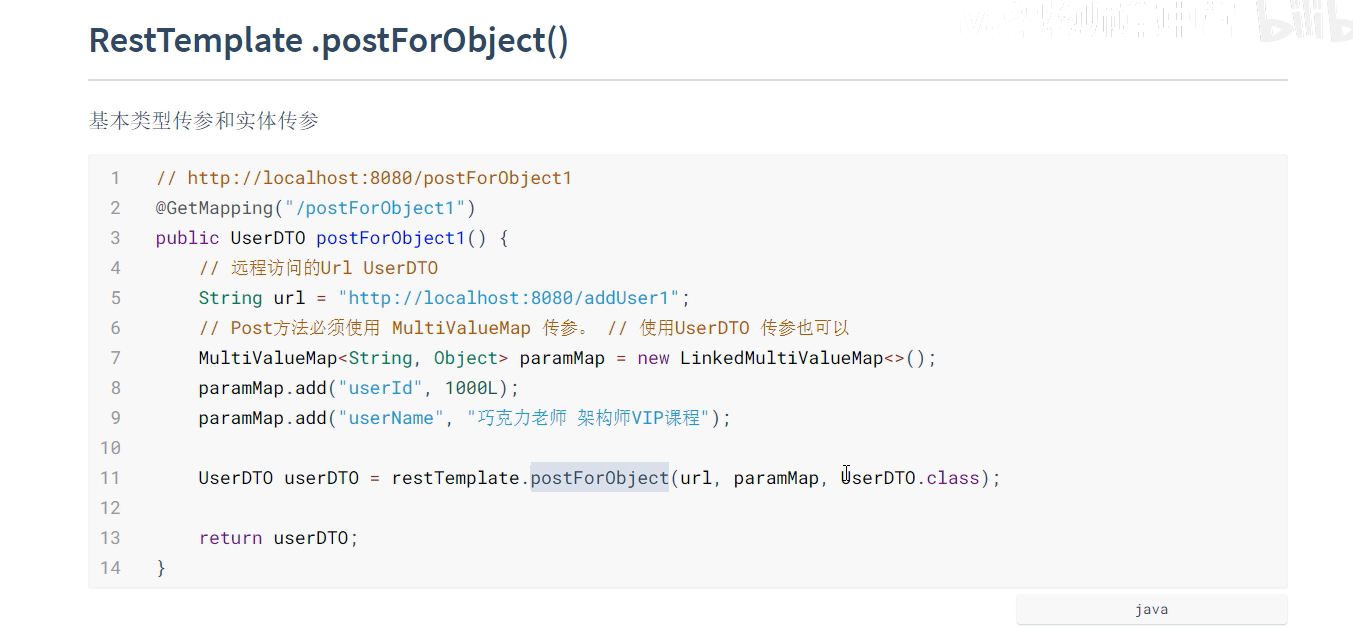 RestTemplate .postForObject()
基本类型传参和实体传参
1 // http://localhost:8080/postForObject1
2 @GetMapping("/postForObject1")
3 public UserDTO postForObject1() {
4 // 远程访问的Url UserDTO
5 String url = "http://localhost:8080/addUser1";
6 // Post方法必须使用 MultiValueMap 传参。 // 使用UserDTO 传参也可以
7 MultiValueMap<String, Object> paramMap = new LinkedMultiValueMap<>();
8 paramMap.add("userId", 1000L);
9 paramMap.add("userName", "巧克力老师 架构师VIP课程");
10
11 UserDTO userDTO = restTemplate.postForObject(url, paramMap, UserDTO.class);
12
13 return userDTO;
14 }
java